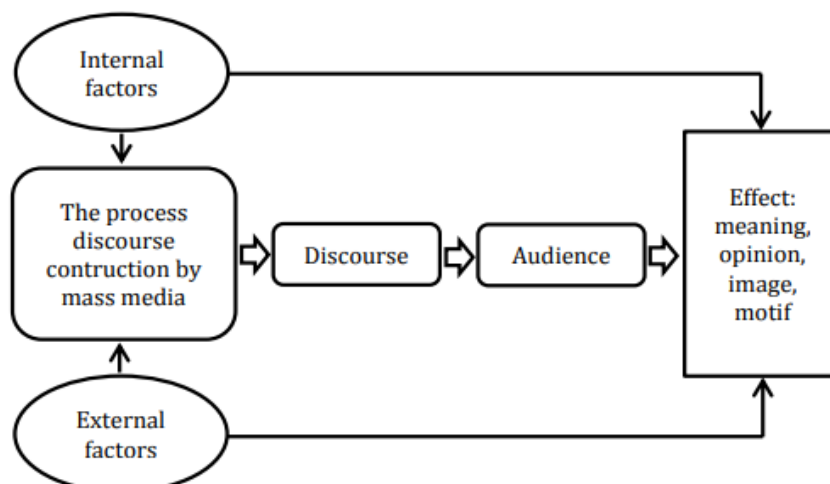 Internal
factors
The process
discourse
contruction by
mass media
Discourse
Audience
Effect:
meaning,
opinion,
image,
motif
External
factors